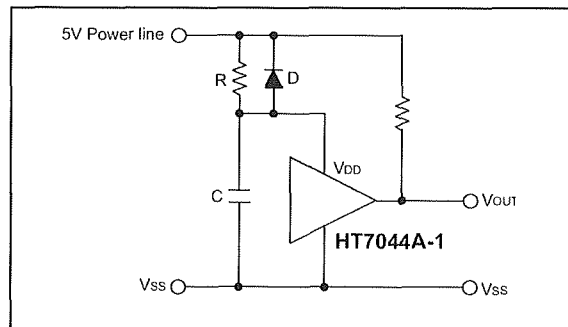 5V Power line
R
D
VDD
C
VOUT
HT7044A-1
VSS
VSS